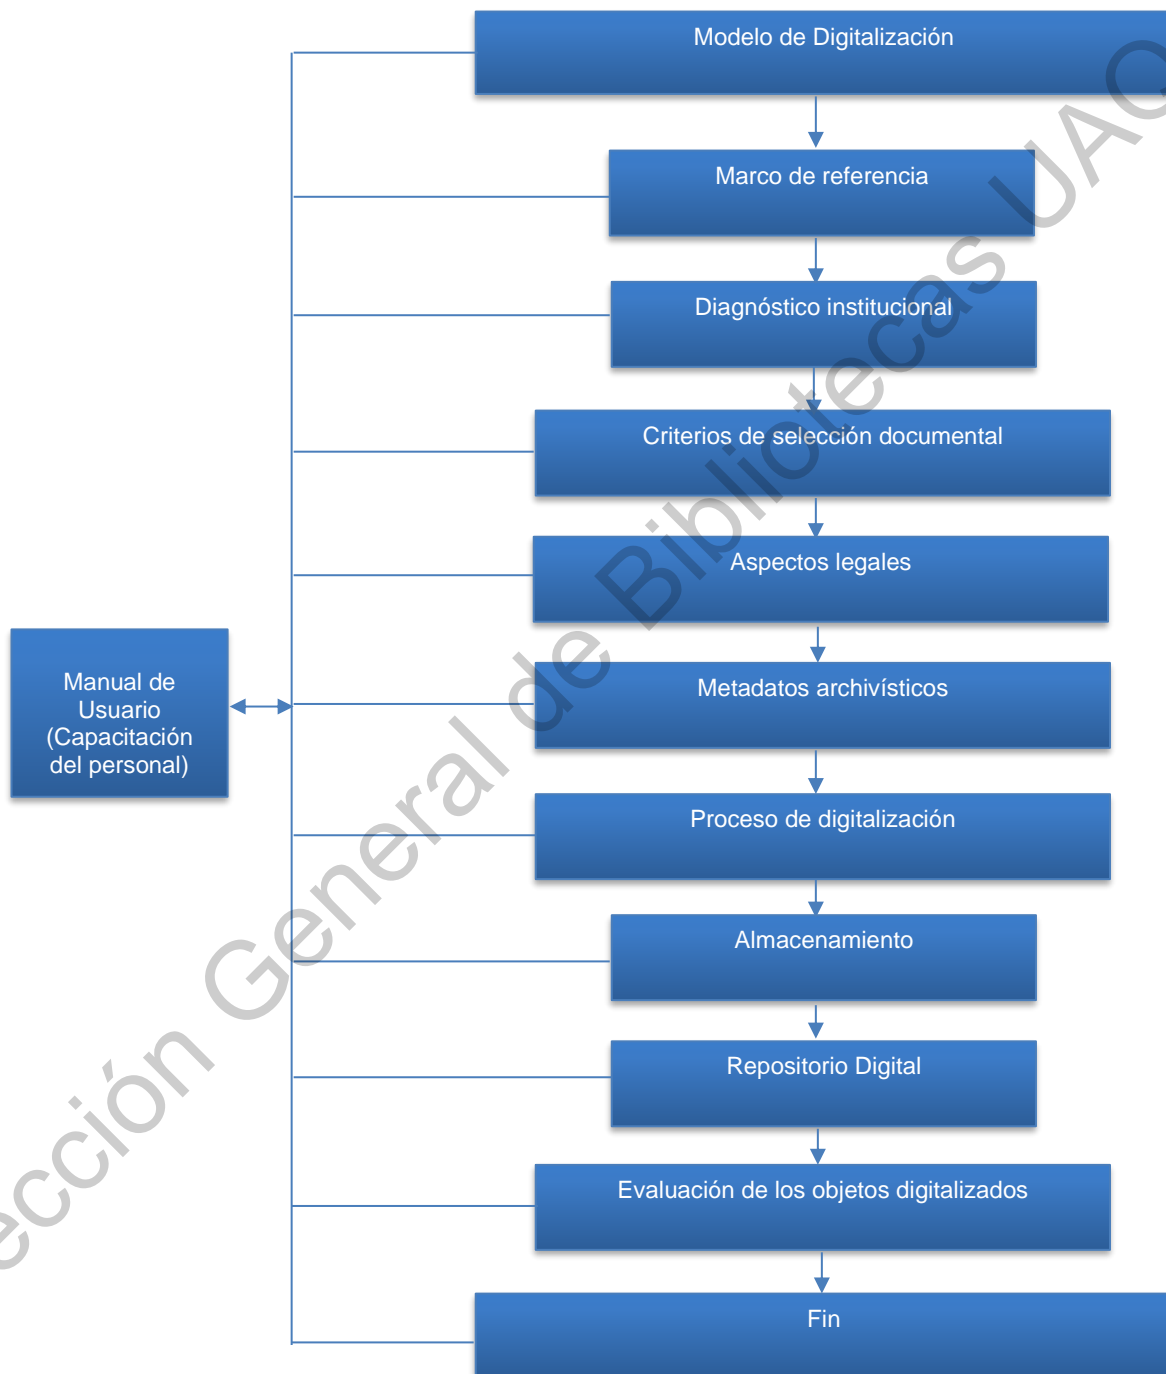 Modelo de Digitalización
Marco de referencia
Diagnóstico institucional
Criterios de selección documental
Aspectos legales
Manual de
Usuario
(Capacitación
del personal)
Metadatos archivísticos
Proceso de digitalización
Almacenamiento
Repositorio Digital
Evaluación de los objetos digitalizados
Fin
ección General de Bibliotecas UAQ